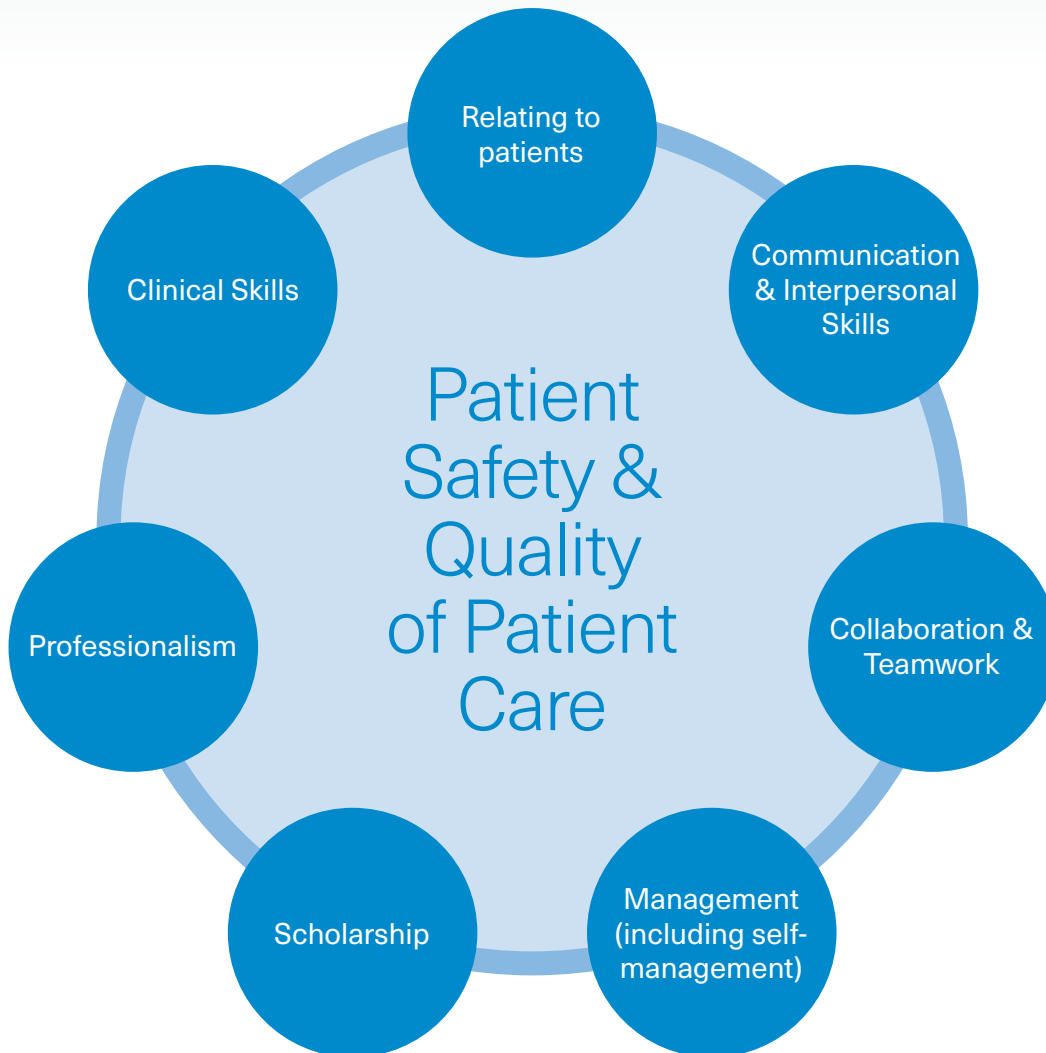 Relating to
patients
Communication
& Interpersonal
Skills
Clinical Skills
Patient
Safety &
Quality
of Patient
Care
Collaboration &
Teamwork
Professionalism
Management
(including self-
management)
Scholarship